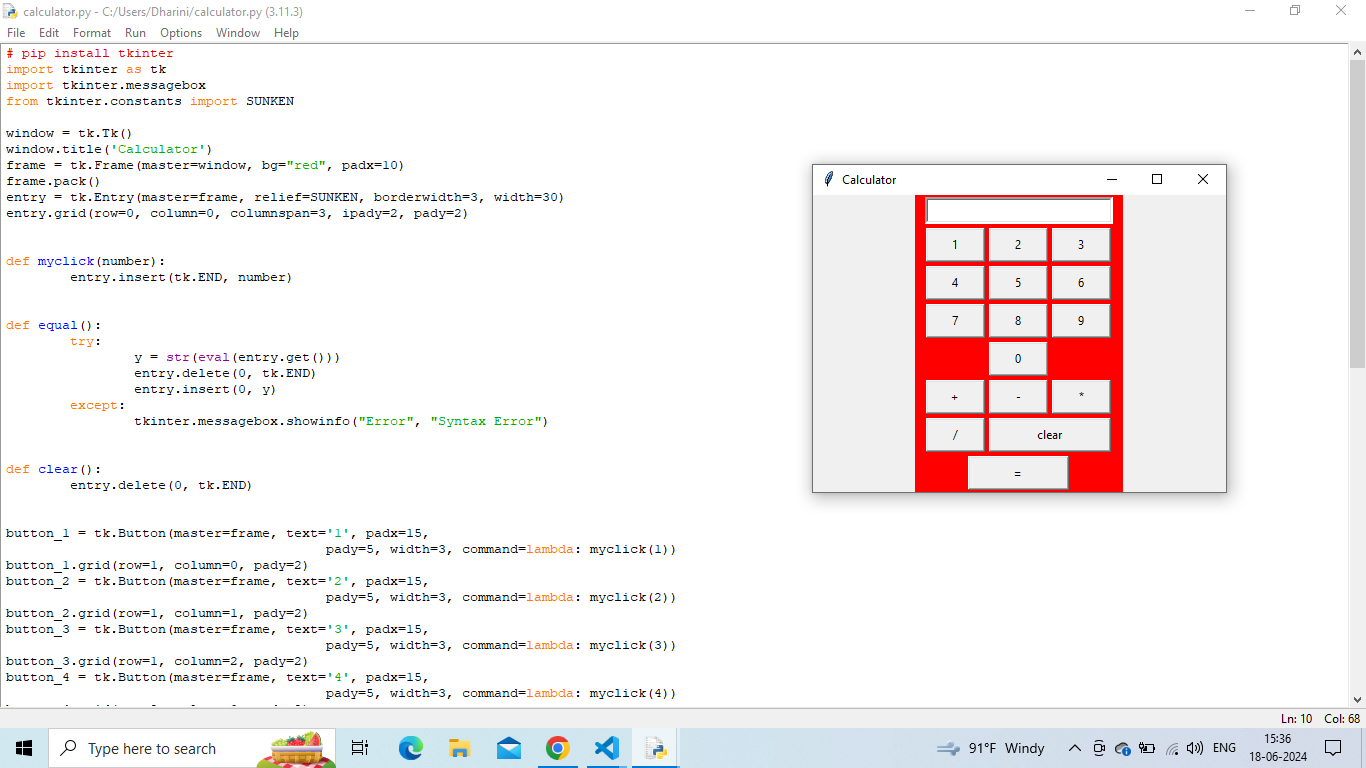 calculator.py - C:/Users/Dharini/calculator.py (3.11.3)
File Edit Format Run Options Window Help
# pip install tkinter
import tkinter as tk
import tkinter.messagebox
from tkinter.constants import SUNKEN
window = tk.Tk()
window.title('Calculator')
frame = tk.Frame(master=window, bg="red", padx=10)
frame.pack()
entry = tk.Entry(master=frame, relief=SUNKEN, borderwidth=3, width=30)
entry.grid(row=0, column=0, columnspan=3, ipady=2, pady=2)
def myclick(number):
entry.insert(tk.END, number)
def equal():
try:
y = str(eval(entry.get()))
entry.delete(0, tk.END)
entry.insert(0, y)
except:
tkinter.messagebox.showinfo("Error", "Syntax Error")
def clear():
entry.delete(0, tk.END)
button_1 = tk.Button(master=frame, text='1', padx=15,
pady=5, width=3, command=lambda: myclick(1))
button_1.grid(row=1, column=0, pady=2)
button_2 = tk.Button(master=frame, text='2', padx=15,
pady=5, width=3, command=lambda: myclick(2))
button_2.grid(row=1, column=1, pady=2)
button_3 = tk.Button(master=frame, text='3', padx=15,
pady=5, width=3, command=lambda: myclick(3))
button_3.grid(row=1, column=2, pady=2)
button_4 = tk.Button(master=frame, text='4', padx=15,
pady=5, width=3, command=lambda: myclick(4))
Calculator
1 2 3
4 5 6
7 8 9
0
+ - *
/ clear
=
Ln: 10 Col: 68
Type here to search
91°F Windy
ENG
15:36
18-06-2024